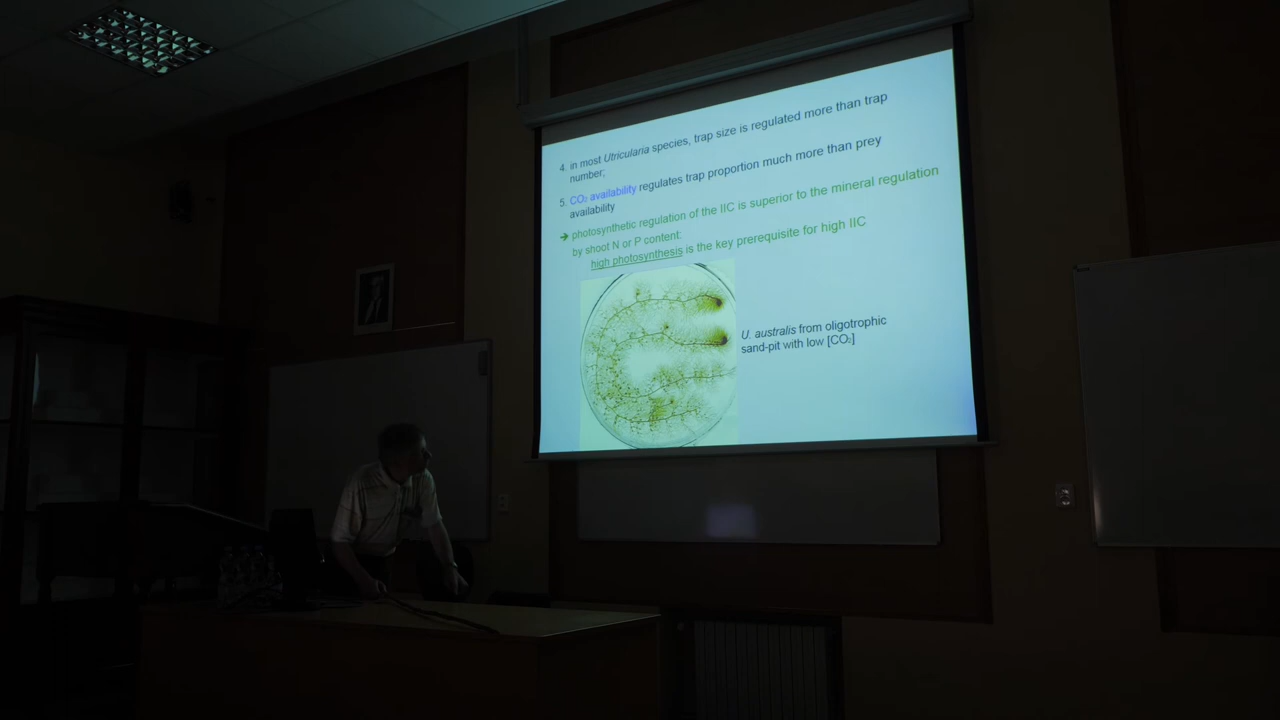 4. in most Utricularia species, trap size is regulated more than trap
number;
5. CO₂ availability regulates trap proportion much more than prey
availability
➔ photosynthetic regulation of the IIC is superior to the mineral regulation
by shoot N or P content:
high photosynthesis is the key prerequisite for high IIC
U. australis from oligotrophic
sand-pit with low [CO₂]